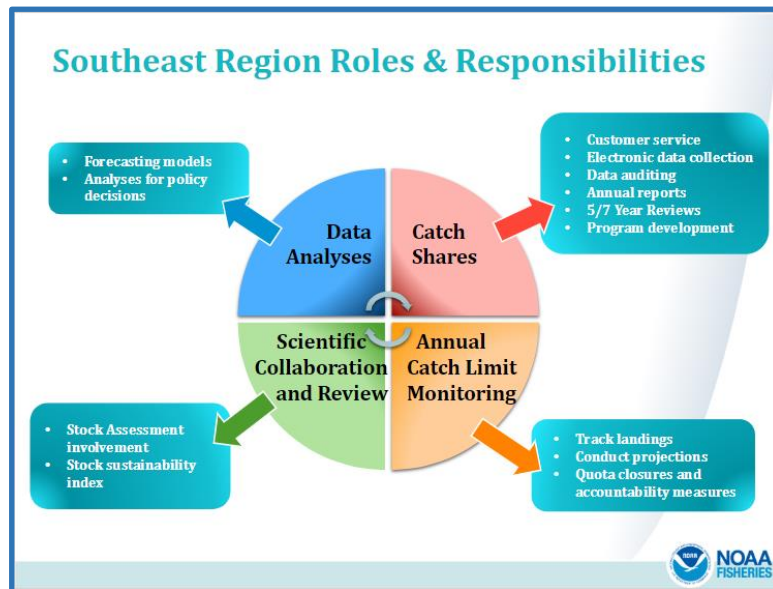 Southeast Region Roles & Responsibilities
• Forecasting models
• Analyses for policy
decisions
• Customer service
• Electronic data collection
• Data auditing
• Annual reports
• 5/7 Year Reviews
• Program development
Data
Analyses
Catch
Shares
Scientific
Collaboration
and Review
Annual
Catch Limit
Monitoring
• Stock Assessment
involvement
• Stock sustainability
index
• Track landings
• Conduct projections
• Quota closures and
accountability measures
NOAA
NOAA
FISHERIES